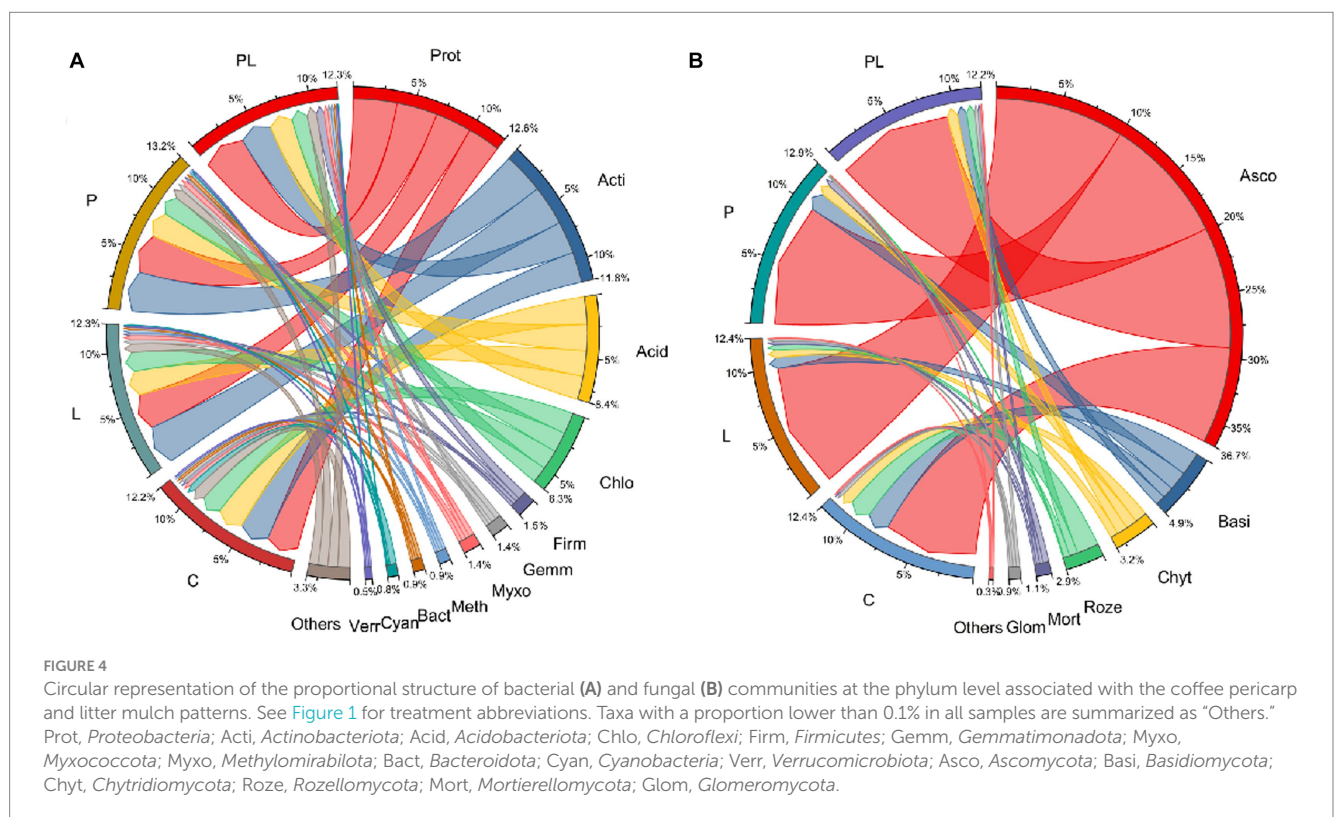 A
PL
Prot
5%
10%
12.3%
5%
10%
12.6%
Acti
5%
10%
11.8%
Acid
5%
8.4%
Chlo
5%
6.3%
1.5%
Firm
1.4%
Gemm
1.4%
Myxo
0.9%
Meth
0.9%
Bact
0.8%
Cyan
0.5%
Verr
3.3%
Others
C
5%
10%
12.2%
L
5%
10%
12.3%
P
5%
10%
13.2%
B
PL
5%
10%
12.2%
5%
10%
15%
Asco
20%
25%
30%
35%
36.7%
Basi
4.9%
Chyt
3.2%
Roze
2.9%
Mort
1.1%
Glom
0.9%
Others
0.3%
C
5%
10%
12.4%
L
5%
10%
12.4%
P
5%
10%
12.9%
FIGURE 4
Circular representation of the proportional structure of bacterial (A) and fungal (B) communities at the phylum level associated with the coffee pericarp
and litter mulch patterns. See Figure 1 for treatment abbreviations. Taxa with a proportion lower than 0.1% in all samples are summarized as “Others.”
Prot, Proteobacteria; Acti, Actinobacteriota; Acid, Acidobacteriota; Chlo, Chloroflexi; Firm, Firmicutes; Gemm, Gemmatimonadota; Myxo,
Myxococcota; Myxo, Methylomirabilota; Bact, Bacteroidota; Cyan, Cyanobacteria; Verr, Verrucomicrobiota; Asco, Ascomycota; Basi, Basidiomycota;
Chyt, Chytridiomycota; Roze, Rozellomycota; Mort, Mortierellomycota; Glom, Glomeromycota.